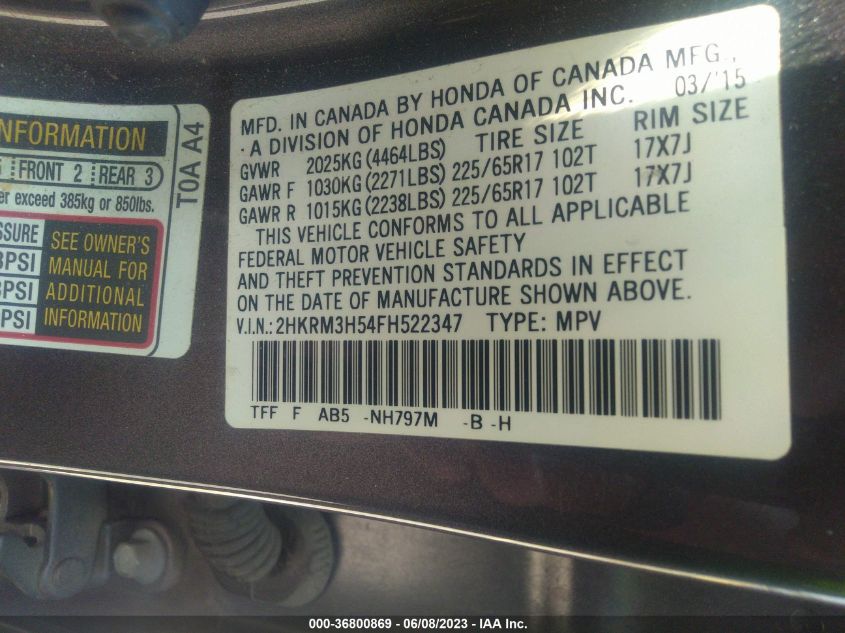 INFORMATION
FRONT 2 REAR 3
exceed 385kg or 850lbs.
SEE OWNER'S
MANUAL FOR
ADDITIONAL
INFORMATION
PSI
PSI
PSI
T0A A4
MFD. IN CANADA BY HONDA OF CANADA MFG.,
A DIVISION OF HONDA CANADA INC. 03/'15
TIRE SIZE RIM SIZE
GVWR 2025KG(4464LBS)
GAWR F 1030KG(2271LBS) 225/65R17 102T 17X7J
GAWR R 1015KG(2238LBS) 225/65R17 102T 17X7J
THIS VEHICLE CONFORMS TO ALL APPLICABLE
FEDERAL MOTOR VEHICLE SAFETY
AND THEFT PREVENTION STANDARDS IN EFFECT
ON THE DATE OF MANUFACTURE SHOWN ABOVE.
V.I.N.: 2HKRM3H54FH522347 TYPE: MPV
TFF F AB5 -NH797M -B -H
000-36800869 - 06/08/2023 - IAA Inc.